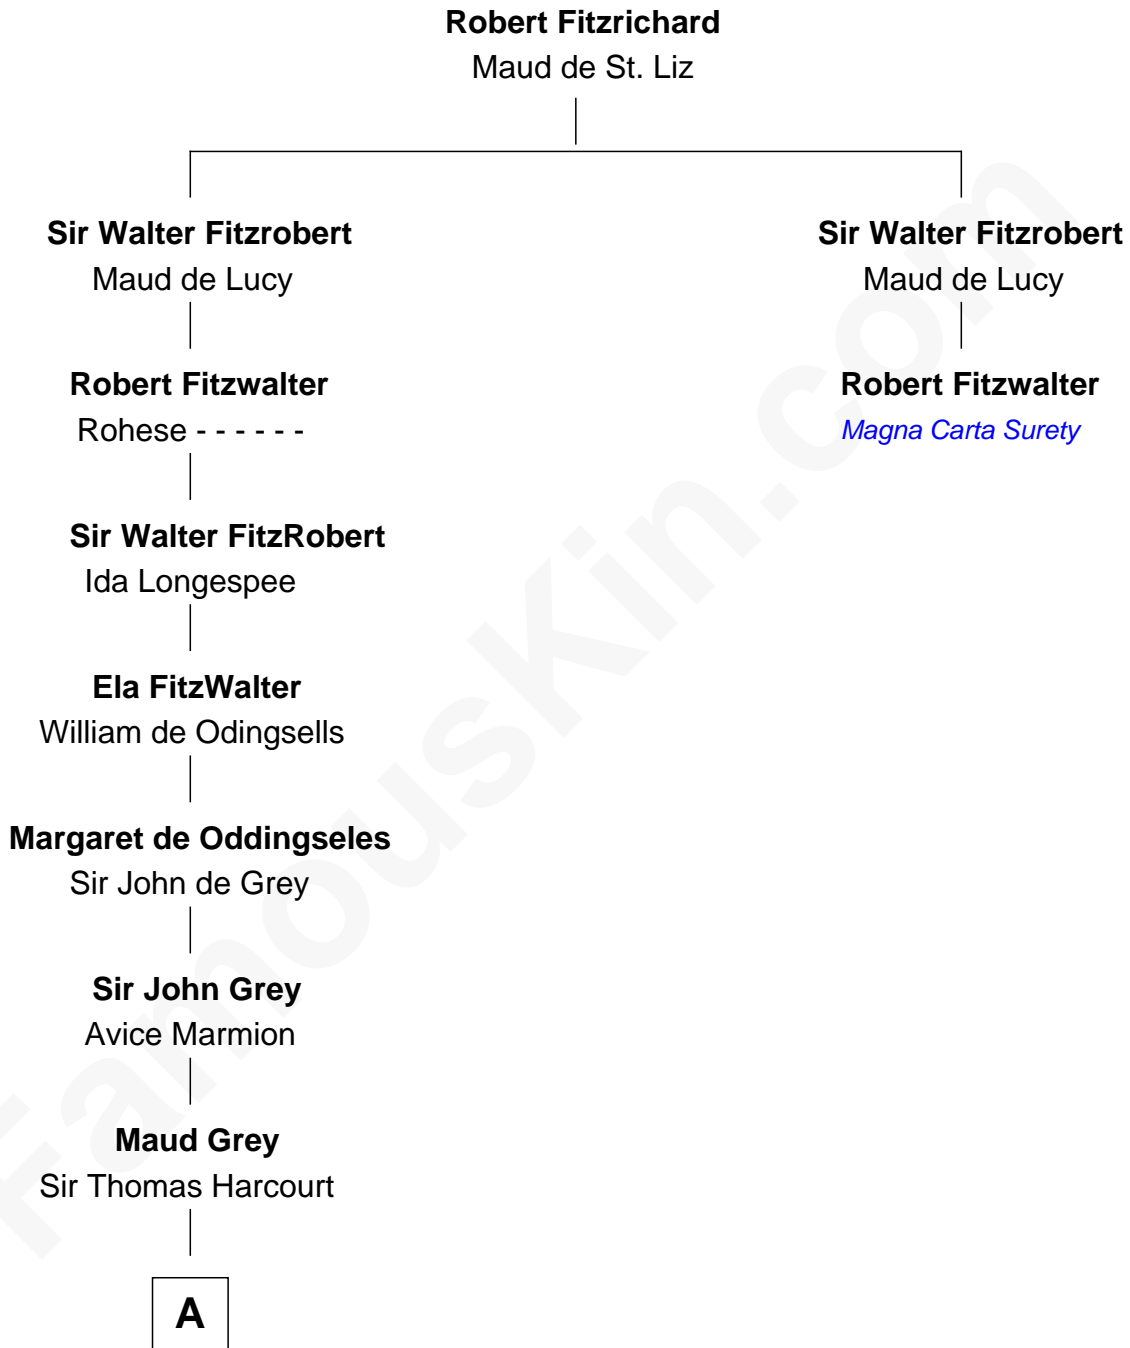 Robert Fitzrichard
Maud de St. Liz
Sir Walter Fitzrobert
Maud de Lucy
Sir Walter Fitzrobert
Maud de Lucy
Robert Fitzwalter
Rohese - - - - - -
Robert Fitzwalter
Magna Carta Surety
Sir Walter FitzRobert
Ida Longespee
Ela FitzWalter
William de Odingsells
Margaret de Oddingseles
Sir John de Grey
Sir John Grey
Avice Marmion
Maud Grey
Sir Thomas Harcourt
A
FamousKin.com